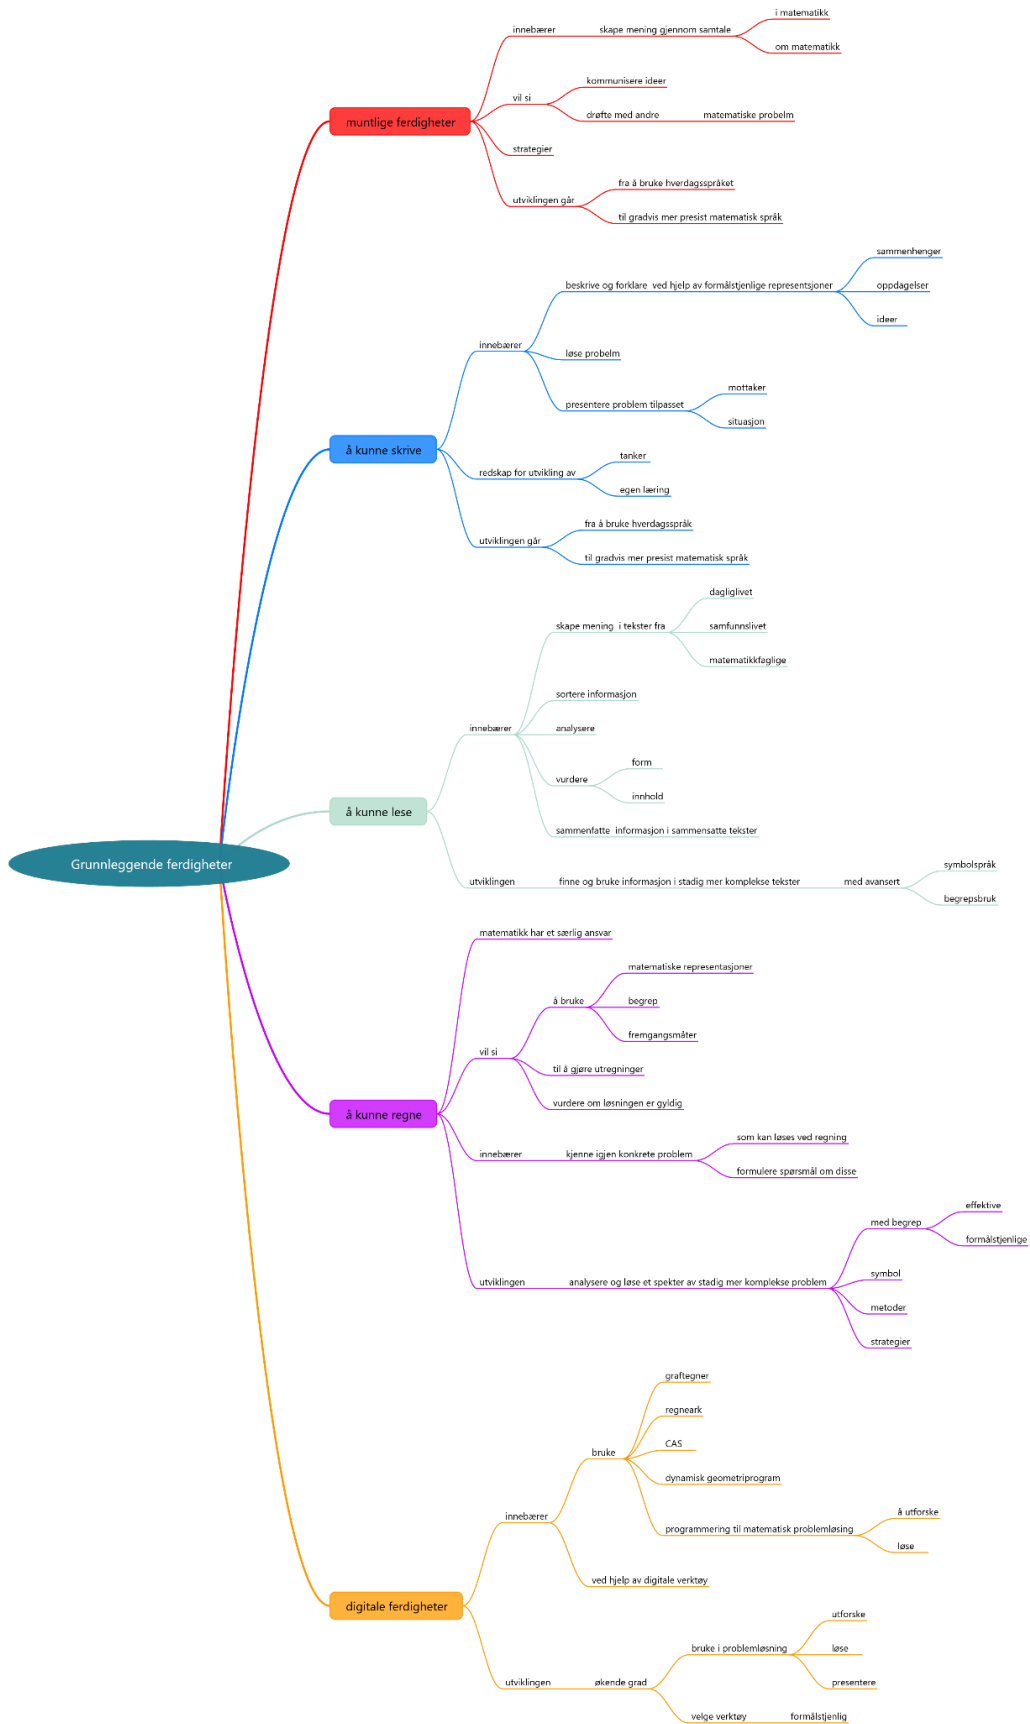 Grunnleggende ferdigheter
muntlige ferdigheter
innebærer
skape mening gjennom samtale
i matematikk
om matematikk
vil si
kommunisere ideer
drøfte med andre
matematiske probelm
strategier
utviklingen går
fra å bruke hverdagsspråket
til gradvis mer presist matematisk språk
å kunne skrive
innebærer
beskrive og forklare  ved hjelp av formålstjenlige representsjoner
sammenhenger
oppdagelser
ideer
løse probelm
presentere problem tilpasset
mottaker
situasjon
redskap for utvikling av
tanker
egen læring
utviklingen går
fra å bruke hverdagsspråk
til gradvis mer presist matematisk språk
å kunne lese
innebærer
skape mening  i tekster fra
dagliglivet
samfunnslivet
matematikkfaglige
sortere informasjon
analysere
vurdere
form
innhold
sammenfatte  informasjon i sammensatte tekster
utviklingen
finne og bruke informasjon i stadig mer komplekse tekster
med avansert
symbolspråk
begrepsbruk
å kunne regne
matematikk har et særlig ansvar
vil si
å bruke
matematiske representasjoner
begrep
fremgangsmåter
til å gjøre utregninger
vurdere om løsningen er gyldig
innebærer
kjenne igjen konkrete problem
som kan løses ved regning
formulere spørsmål om disse
utviklingen
analysere og løse et spekter av stadig mer komplekse problem
med begrep
effektive
formålstjenlige
symbol
metoder
strategier
digitale ferdigheter
innebærer
bruke
graftegner
regneark
CAS
dynamisk geometriprogram
programmering til matematisk problemløsing
å utforske
løse
ved hjelp av digitale verktøy
utviklingen
økende grad
bruke i problemløsning
utforske
løse
presentere
velge verktøy
formålstjenlig